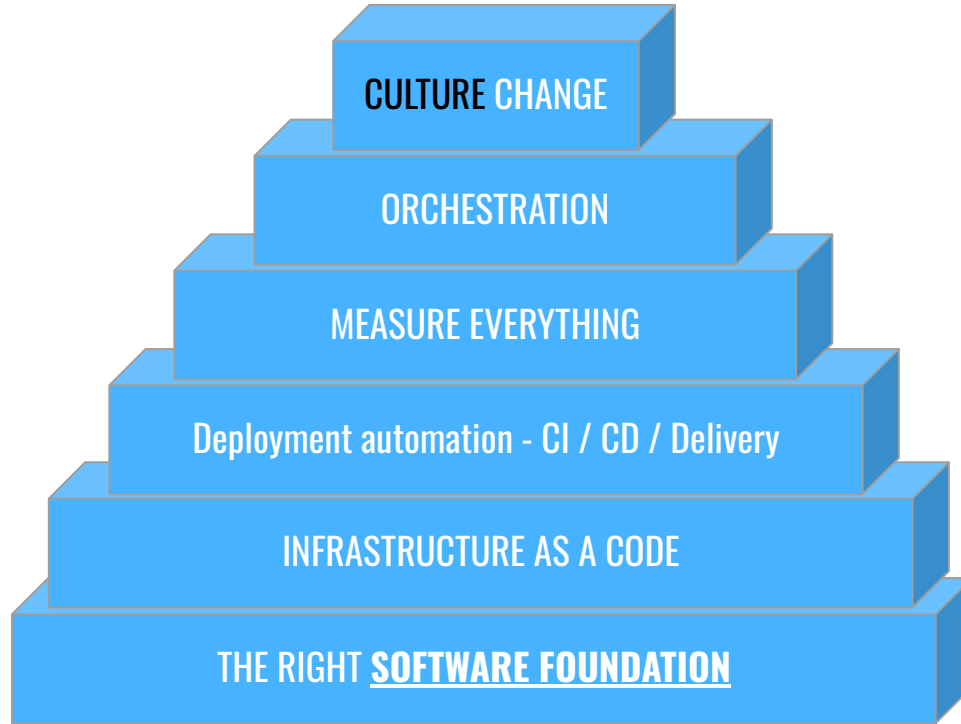 CULTURE CHANGE
ORCHESTRATION
MEASURE EVERYTHING
Deployment automation - CI / CD / Delivery
INFRASTRUCTURE AS A CODE
THE RIGHT SOFTWARE FOUNDATION